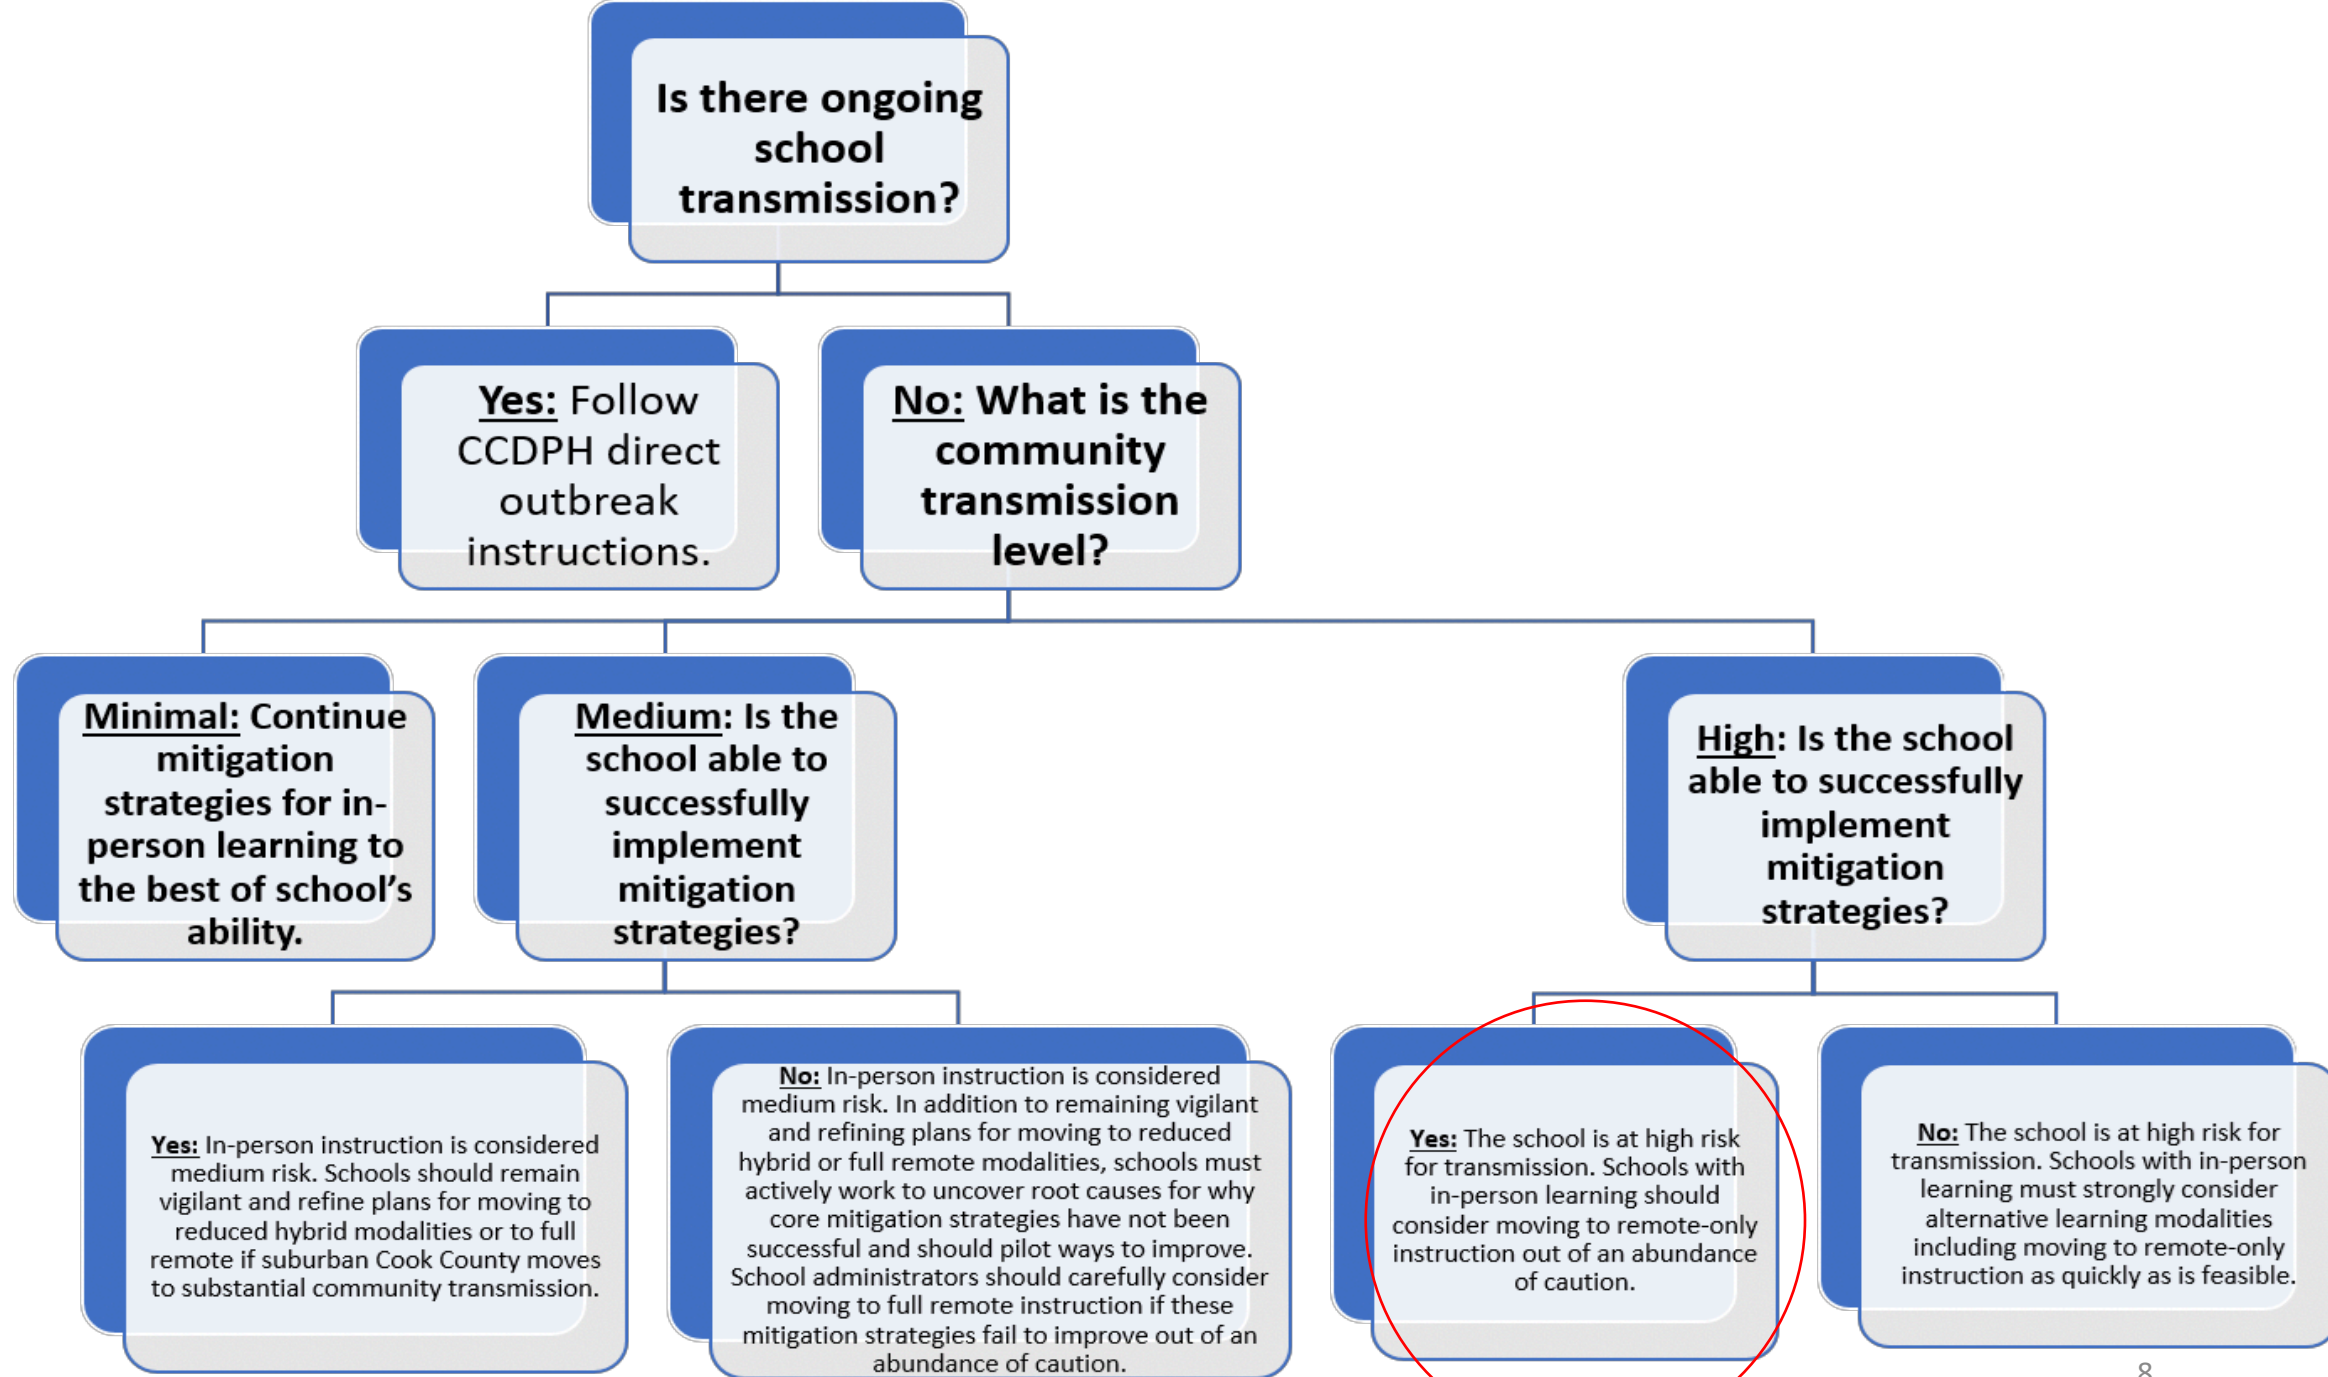 Is there ongoing
school
transmission?
Yes: Follow
CCDPH direct
outbreak
instructions.
No: What is the
community
transmission
level?
Minimal: Continue
mitigation
strategies for in-
person learning to
the best of school’s
ability.
Medium: Is the
school able to
successfully
implement
mitigation
strategies?
High: Is the school
able to successfully
implement
mitigation
strategies?
Yes: In-person instruction is considered
medium risk. Schools should remain
vigilant and refine plans for moving to
reduced hybrid modalities or to full
remote if suburban Cook County moves
to substantial community transmission.
No: In-person instruction is considered
medium risk. In addition to remaining vigilant
and refining plans for moving to reduced
hybrid or full remote modalities, schools must
actively work to uncover root causes for why
core mitigation strategies have not been
successful and should pilot ways to improve.
School administrators should carefully consider
moving to full remote instruction if these
mitigation strategies fail to improve out of an
abundance of caution.
Yes: The school is at high risk
for transmission. Schools with
in-person learning should
consider moving to remote-only
instruction out of an abundance
of caution.
No: The school is at high risk for
transmission. Schools with in-person
learning must strongly consider
alternative learning modalities
including moving to remote-only
instruction as quickly as is feasible.
8